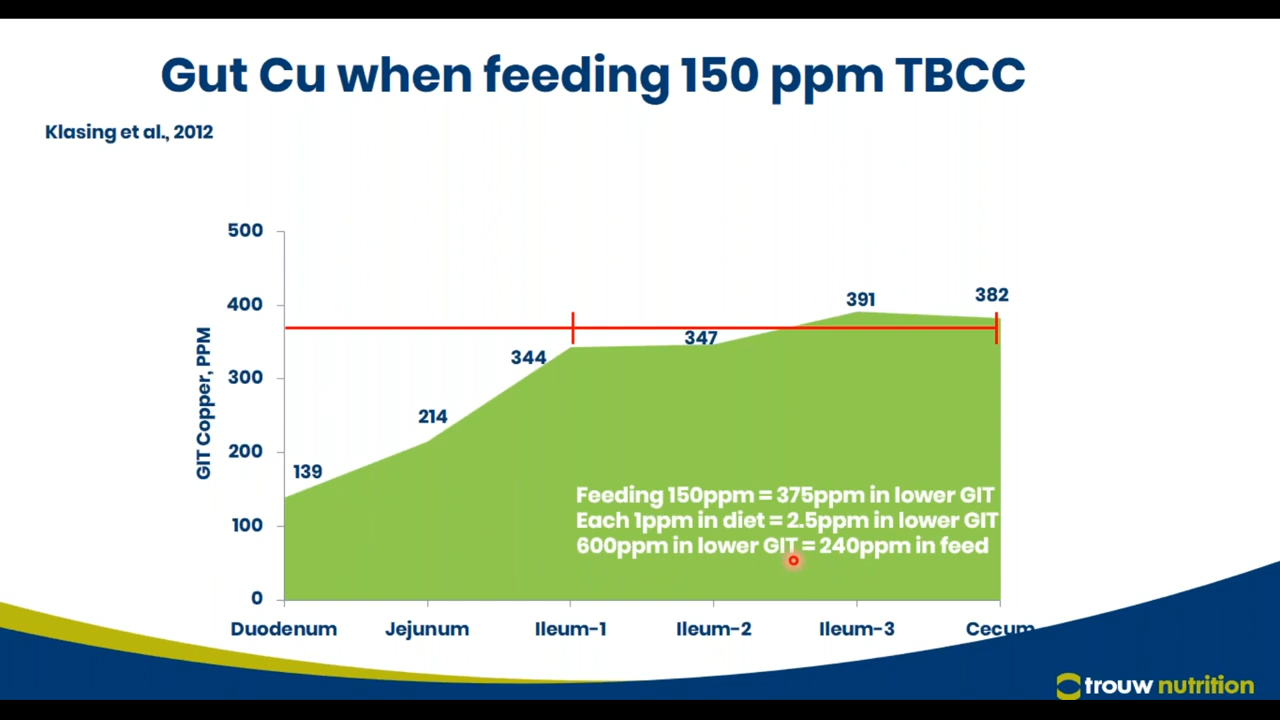 Gut Cu when feeding 150 ppm TBCC
Klasing et al., 2012
GIT Copper, PPM
500
400
300
200
100
0
139
214
344
347
391
382
Feeding 150ppm = 375ppm in lower GIT
Each 1ppm in diet = 2.5ppm in lower GIT
600ppm in lower GIT = 240ppm in feed
Duodenum
Jejunum
Ileum-1
Ileum-2
Ileum-3
Cecum
trouw nutrition